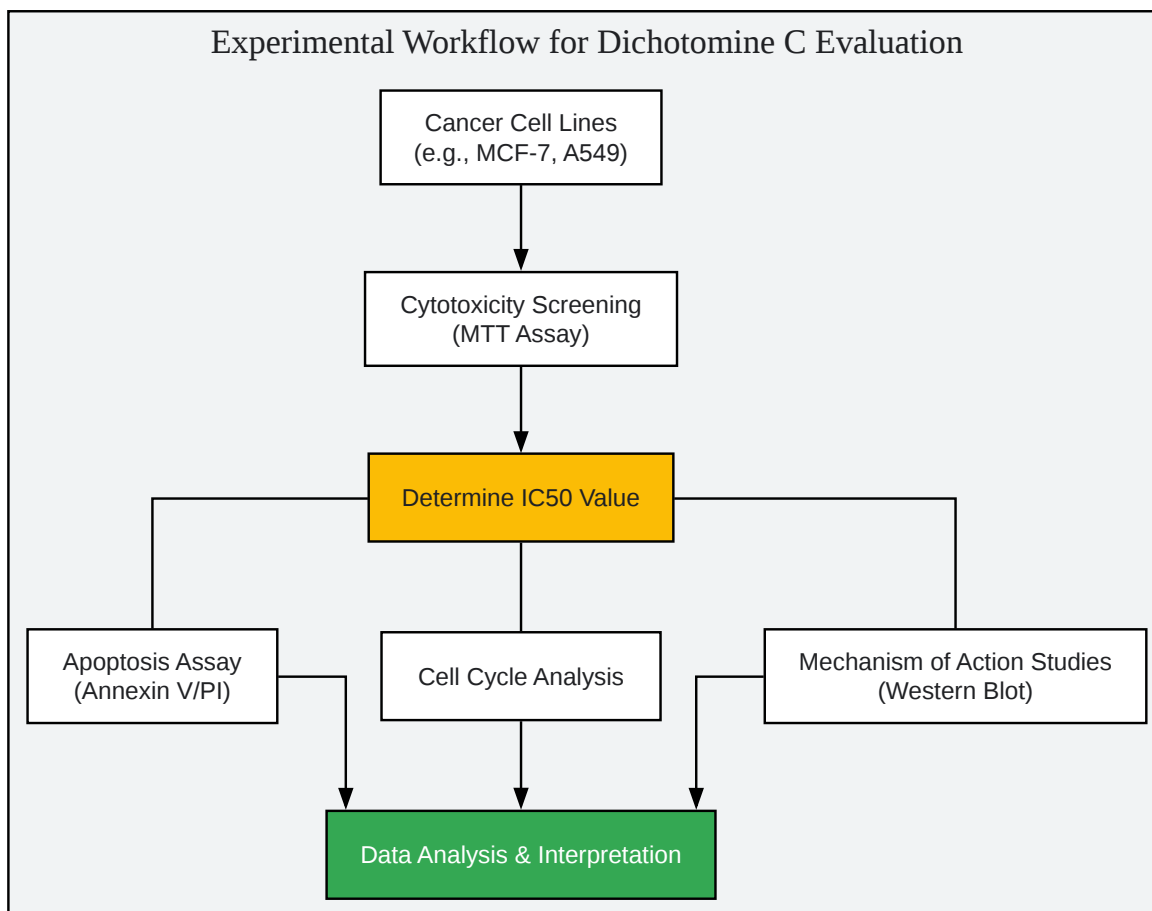 Experimental Workflow for Dichotomine C Evaluation
Cancer Cell Lines
(e.g., MCF-7, A549)
Cytotoxicity Screening
(MTT Assay)
Determine IC50 Value
Apoptosis Assay
(Annexin V/PI)
Cell Cycle Analysis
Mechanism of Action Studies
(Western Blot)
Data Analysis & Interpretation